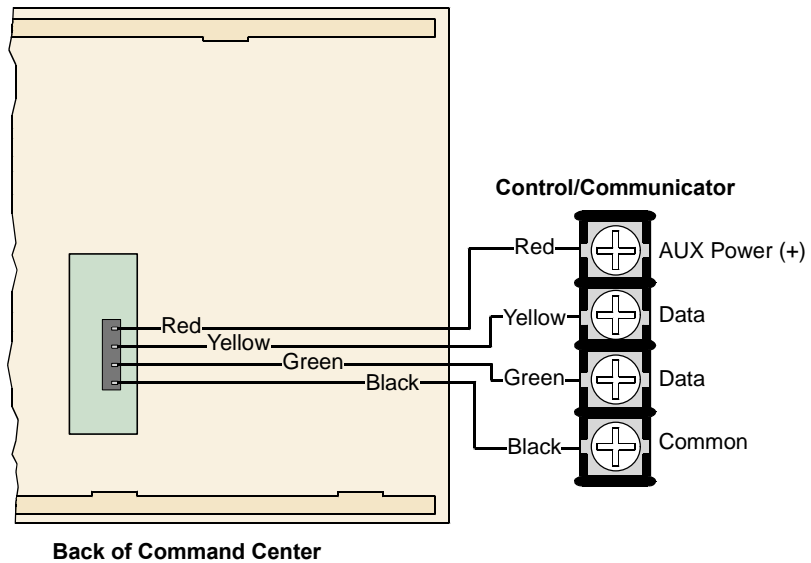 Control/Communicator
Red
AUX Power (+)
Red
Yellow
Data
Yellow
Green
Green
Data
Black
Black
Common
Back of Command Center